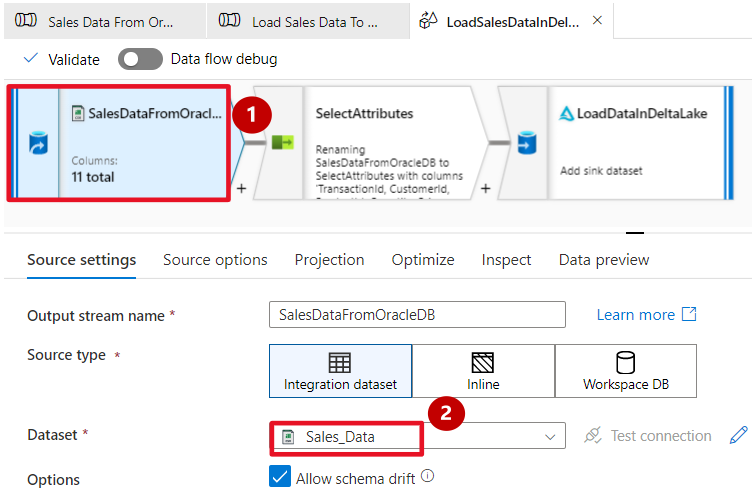 Sales Data From Or...
Load Sales Data To ...
LoadSalesDataInDel...
Validate
Data flow debug
SalesDataFromOracl...
Columns:
11 total
1
SelectAttributes
Renaming
SalesDataFromOracleDB to
SelectAttributes with columns
'TransactionId, CustomerId,
+
+
LoadDataInDeltaLake
Add sink dataset
Source settings
Source options
Projection
Optimize
Inspect
Data preview
Output stream name *
SalesDataFromOracleDB
Learn more
Source type *
Integration dataset
Inline
Workspace DB
2
Dataset *
Sales_Data
Test connection
Options
Allow schema drift